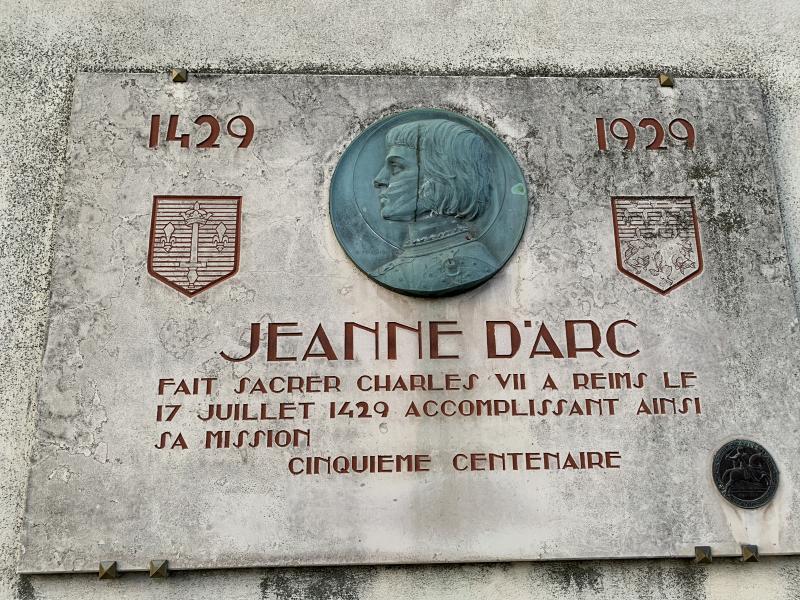 1429
1929
JEANNE D'ARC
FAIT SACRER CHARLES VII A REIMS LE
17 JUILLET 1429 ACCOMPLISSANT AINSI
SA MISSION
CINQUIEME CENTENAIRE